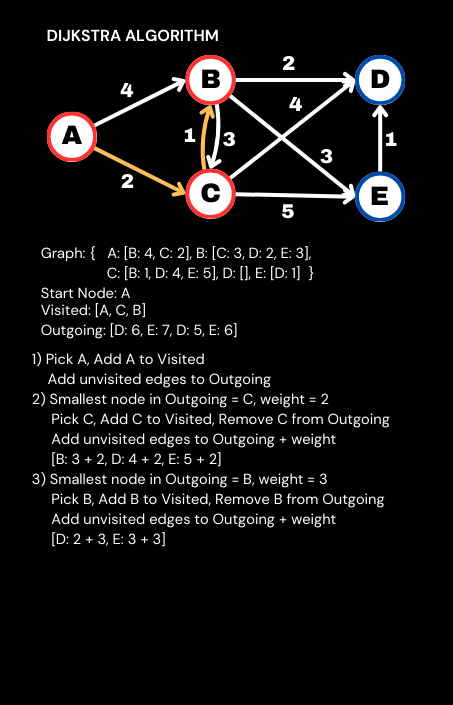 DIJKSTRA ALGORITHM
B
2
D
4
4
A
1
3
1
3
2
C
5
E
Graph: { A: [B: 4, C: 2], B: [C: 3, D: 2, E: 3],
C: [B: 1, D: 4, E: 5], D: [], E: [D: 1] }
Start Node: A
Visited: [A, C, B]
Outgoing: [D: 6, E: 7, D: 5, E: 6]
1) Pick A, Add A to Visited
Add unvisited edges to Outgoing
2) Smallest node in Outgoing = C, weight = 2
Pick C, Add C to Visited, Remove C from Outgoing
Add unvisited edges to Outgoing + weight
[B: 3 + 2, D: 4 + 2, E: 5 + 2]
3) Smallest node in Outgoing = B, weight = 3
Pick B, Add B to Visited, Remove B from Outgoing
Add unvisited edges to Outgoing + weight
[D: 2 + 3, E: 3 + 3]